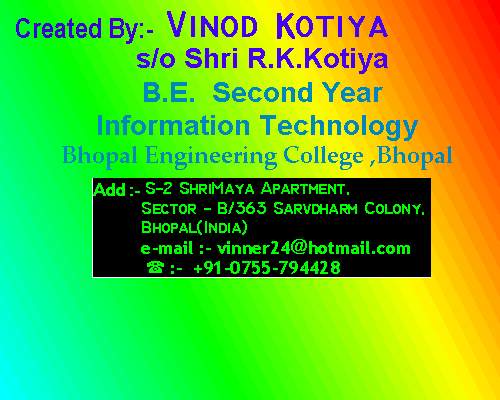 Created By:- VINOD KOTIYA
s/o Shri R.K.Kotiya
B.E. Second Year
Information Technology
Bhopal Engineering College ,Bhopal
Add :- S-2 SHRIMAYA APARTMENT,
SECTOR - B/363 SARVDHARM COLONY,
BHOPAL(INDIA)
e-mail :- vinner24@hotmail.com
☎ :- +91-0755-794428